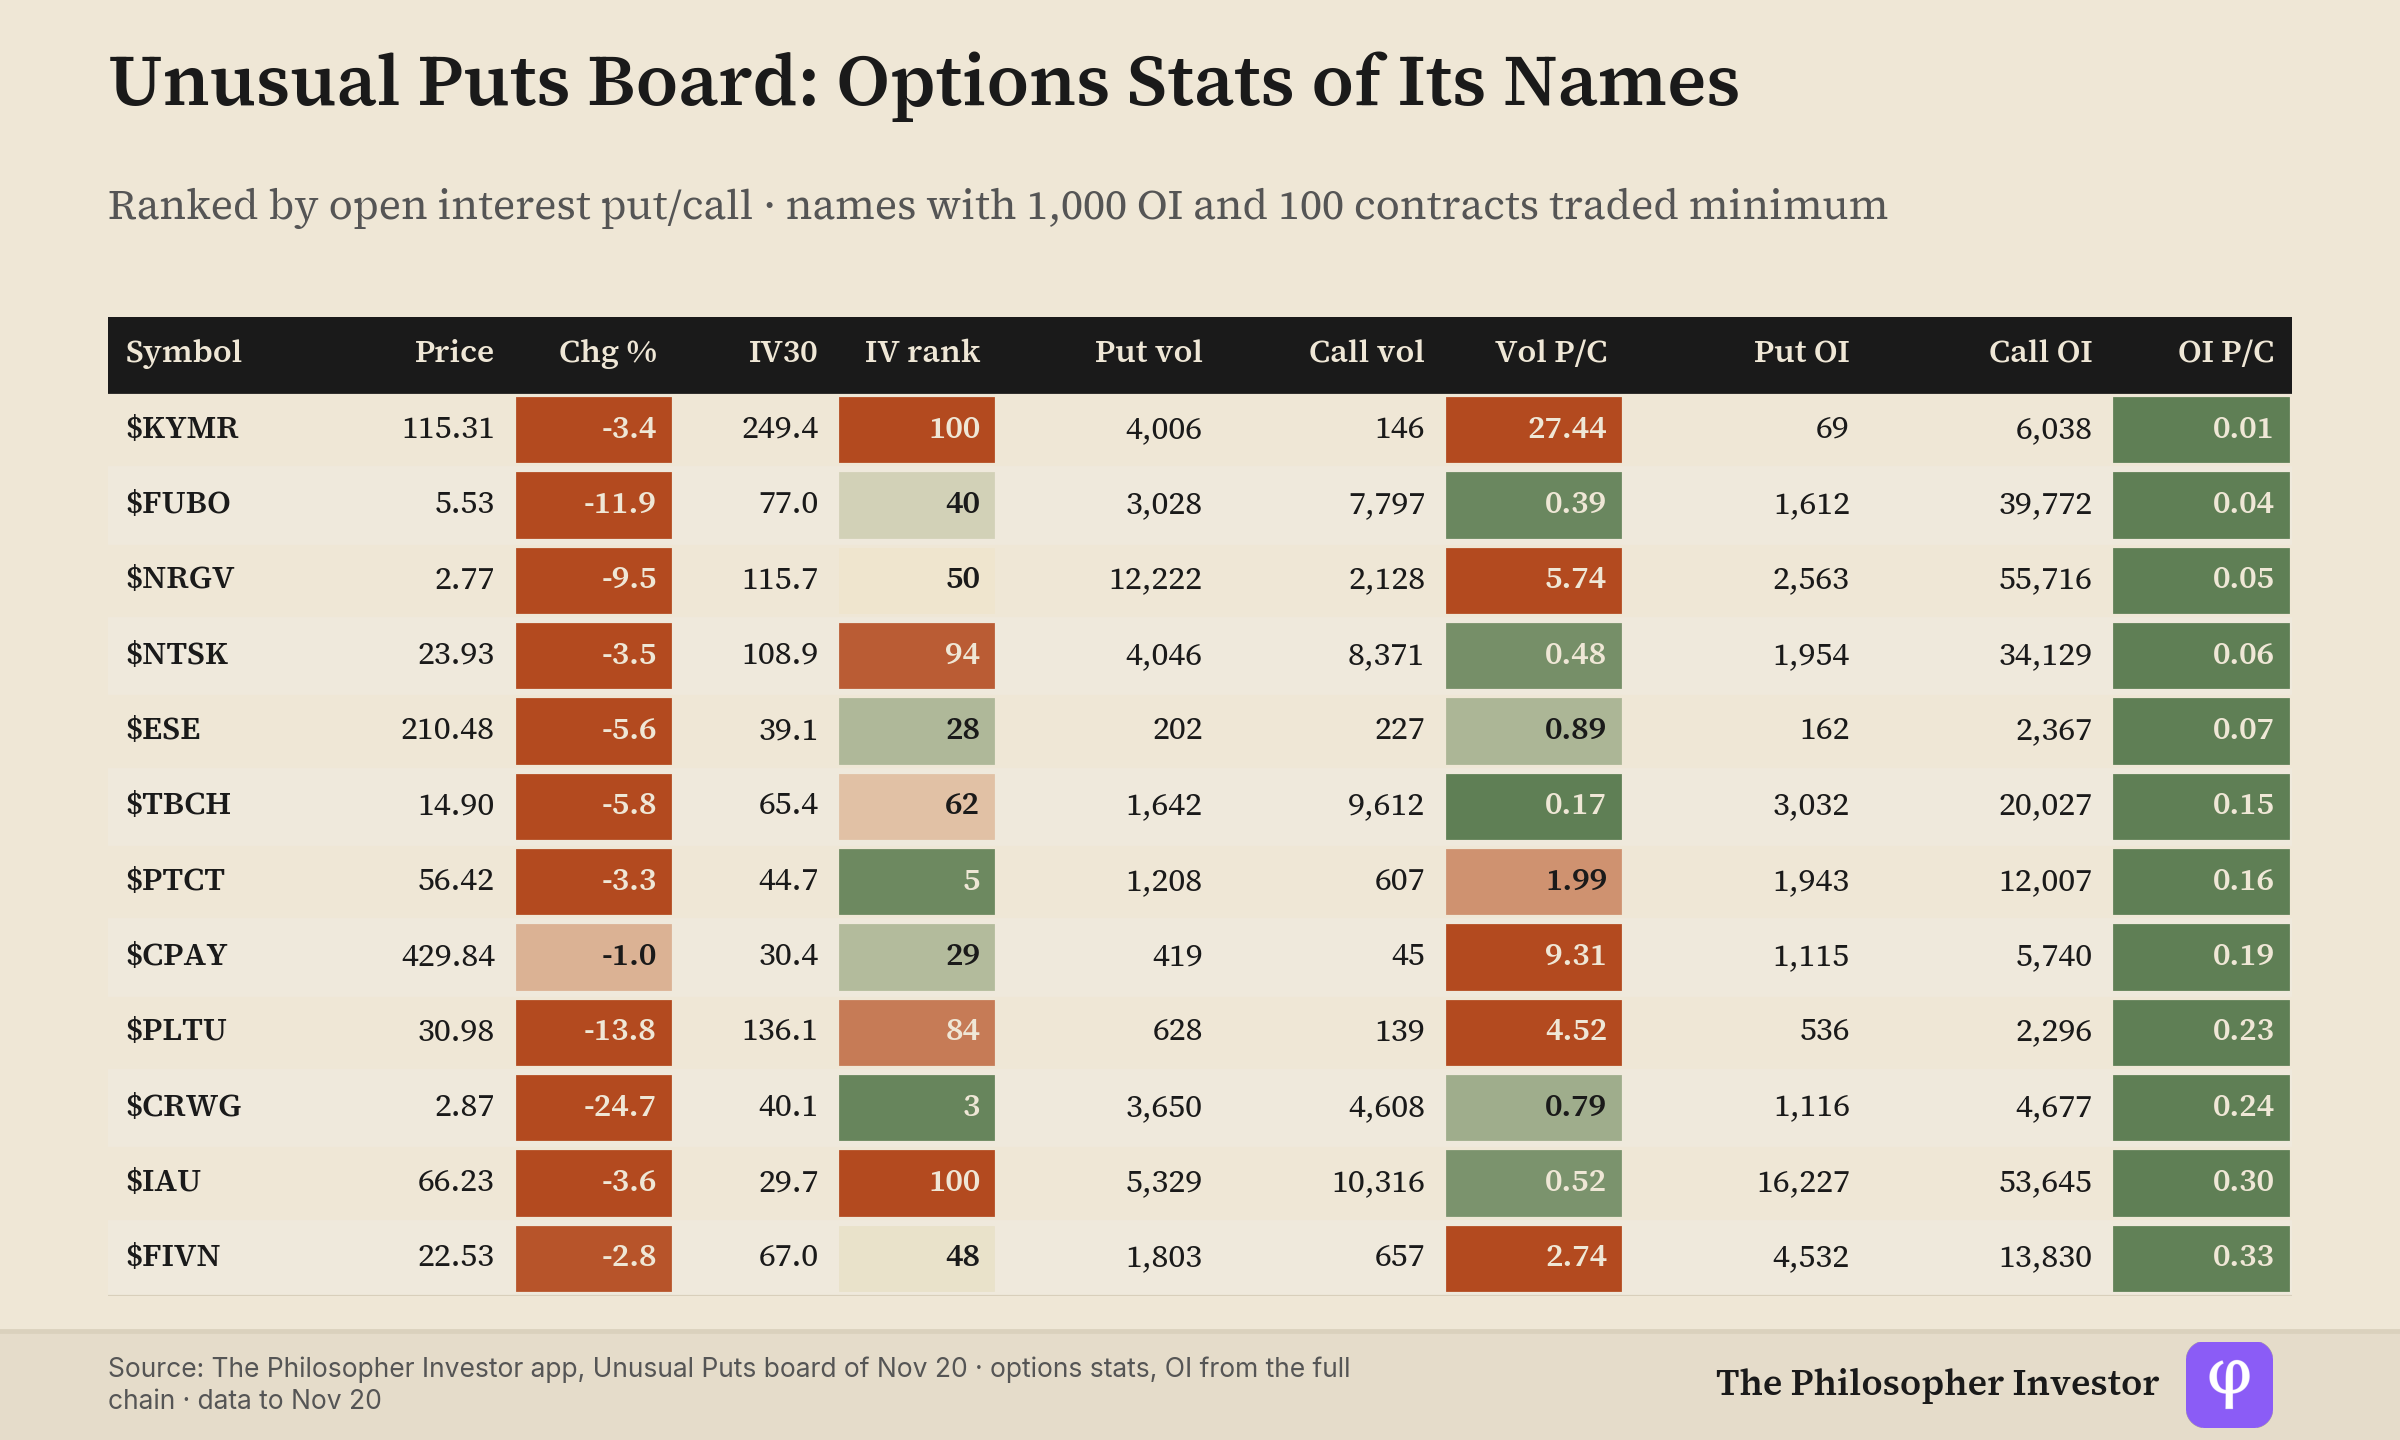 Unusual Puts Board: Options Stats of Its Names
Ranked by open interest put/call · names with 1,000 OI and 100 contracts traded minimum
Symbol Price Chg % IV30 IV rank Put vol Call vol Vol P/C Put OI Call OI OI P/C
$KYMR 115.31 -3.4 249.4 100 4,006 146 27.44 69 6,038 0.01
$FUBO 5.53 -11.9 77.0 40 3,028 7,797 0.39 1,612 39,772 0.04
$NRGV 2.77 -9.5 115.7 50 12,222 2,128 5.74 2,563 55,716 0.05
$NTSK 23.93 -3.5 108.9 94 4,046 8,371 0.48 1,954 34,129 0.06
$ESE 210.48 -5.6 39.1 28 202 227 0.89 162 2,367 0.07
$TBCH 14.90 -5.8 65.4 62 1,642 9,612 0.17 3,032 20,027 0.15
$PTCT 56.42 -3.3 44.7 5 1,208 607 1.99 1,943 12,007 0.16
$CPAY 429.84 -1.0 30.4 29 419 45 9.31 1,115 5,740 0.19
$PLTU 30.98 -13.8 136.1 84 628 139 4.52 536 2,296 0.23
$CRWG 2.87 -24.7 40.1 3 3,650 4,608 0.79 1,116 4,677 0.24
$IAU 66.23 -3.6 29.7 100 5,329 10,316 0.52 16,227 53,645 0.30
$FIVN 22.53 -2.8 67.0 48 1,803 657 2.74 4,532 13,830 0.33
Source: The Philosopher Investor app, Unusual Puts board of Nov 20 · options stats, OI from the full
chain · data to Nov 20
The Philosopher Investor φ